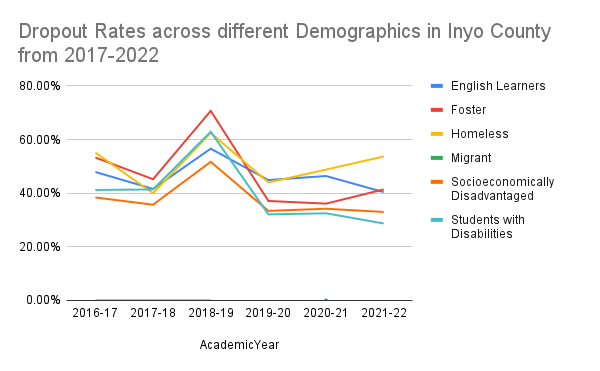 Dropout Rates across different Demographics in Inyo County
from 2017-2022
80.00%
60.00%
40.00%
20.00%
0.00%
2016-17 2017-18 2018-19 2019-20 2020-21 2021-22
AcademicYear
English Learners
Foster
Homeless
Migrant
Socioeconomically
Disadvantaged
Students with
Disabilities